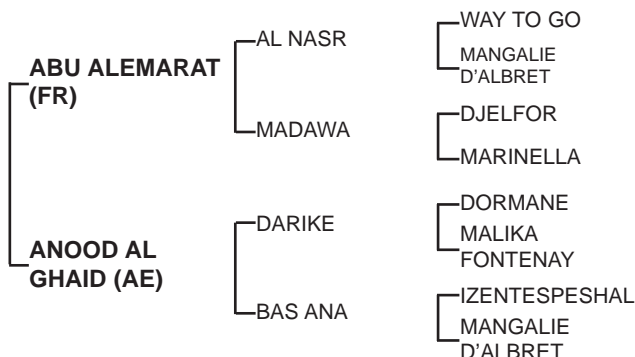 ABU ALEMARAT
(FR)
AL NASR
WAY TO GO
MANGALIE
D'ALBRET
MADAWA
DJELFOR
MARINELLA
ANOOD AL
GHAID (AE)
DARIKE
DORMANE
MALIKA
FONTENAY
BAS ANA
IZENTESPESHAL
MANGALIE
D'ALBRET